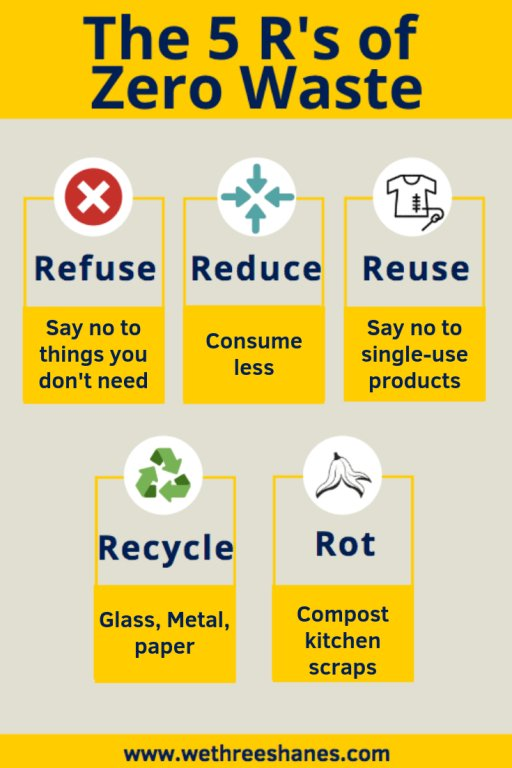 The 5 R's of
Zero Waste
Refuse
Say no to
things you
don't need
Reduce
Consume
less
Reuse
Say no to
single-use
products
Recycle
Glass, Metal,
paper
Rot
Compost
kitchen
scraps
www.wethreeshanes.com